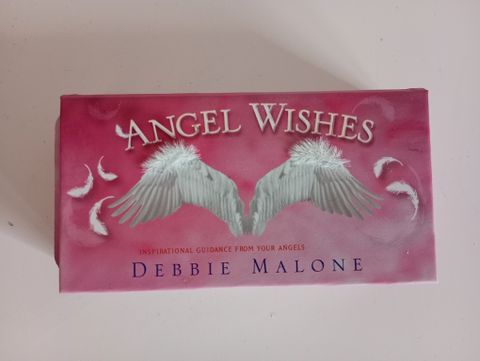 ANGEL WISHES
INSPIRATIONAL GUIDANCE FROM YOUR ANGELS
DEBBIE MALONE